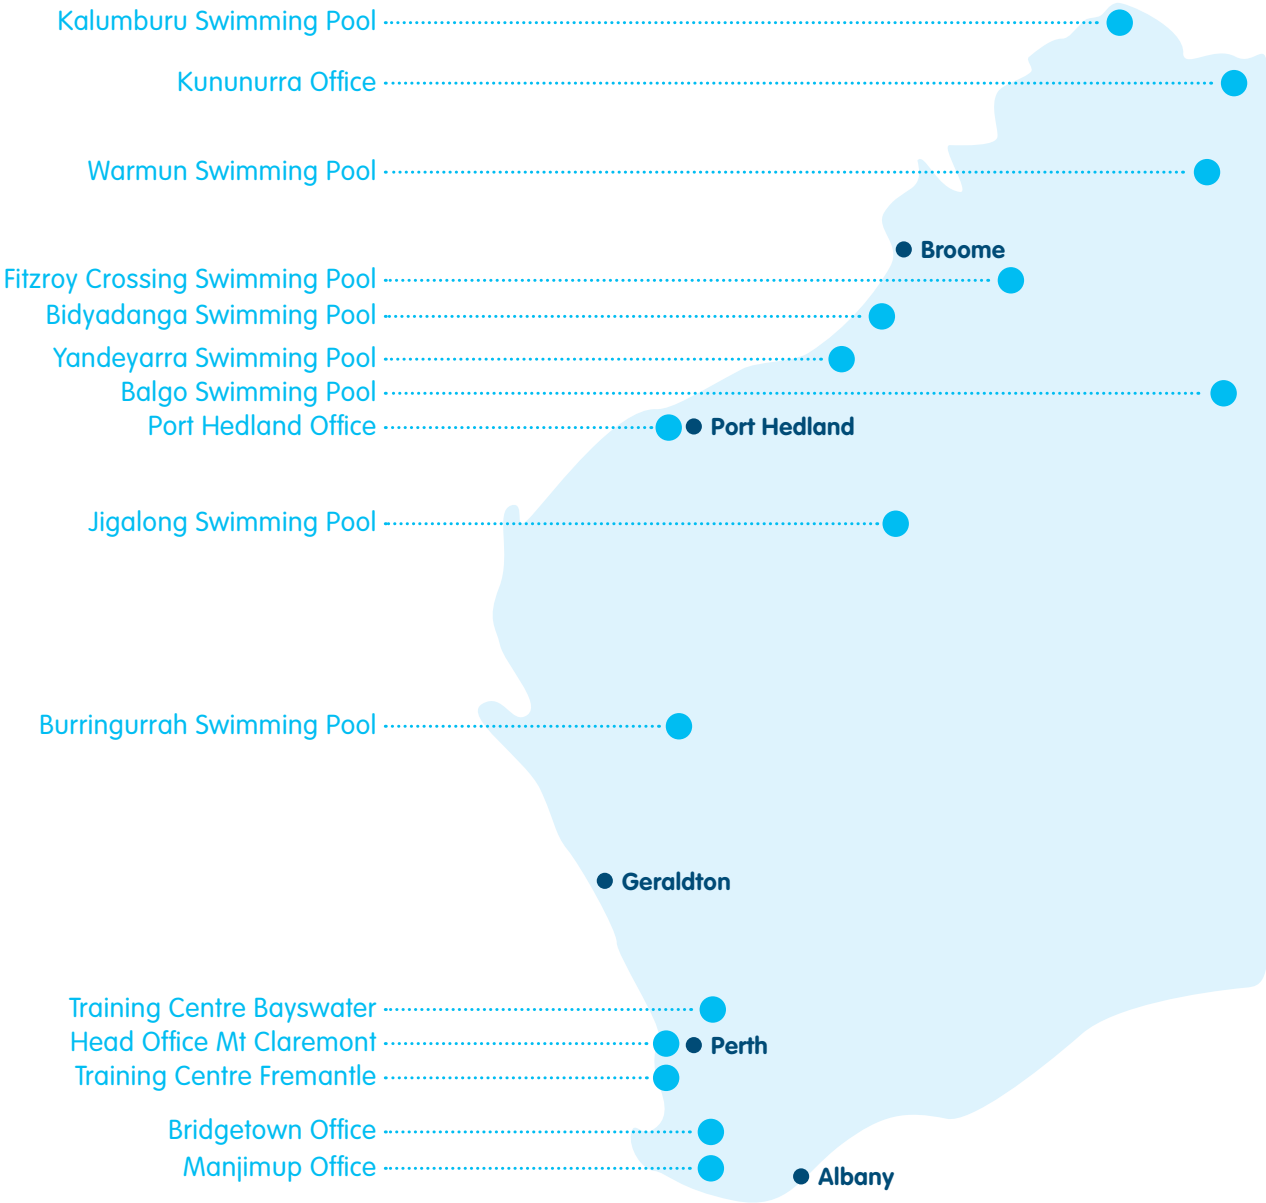 Kalumburu Swimming Pool
Kununurra Office
Warmun Swimming Pool
Broome
Fitzroy Crossing Swimming Pool
Bidyadanga Swimming Pool
Yandeyarra Swimming Pool
Balgo Swimming Pool
Port Hedland Office
Port Hedland
Jigalong Swimming Pool
Burringurrah Swimming Pool
Geraldton
Training Centre Bayswater
Head Office Mt Claremont
Perth
Training Centre Fremantle
Bridgetown Office
Manjimup Office
Albany